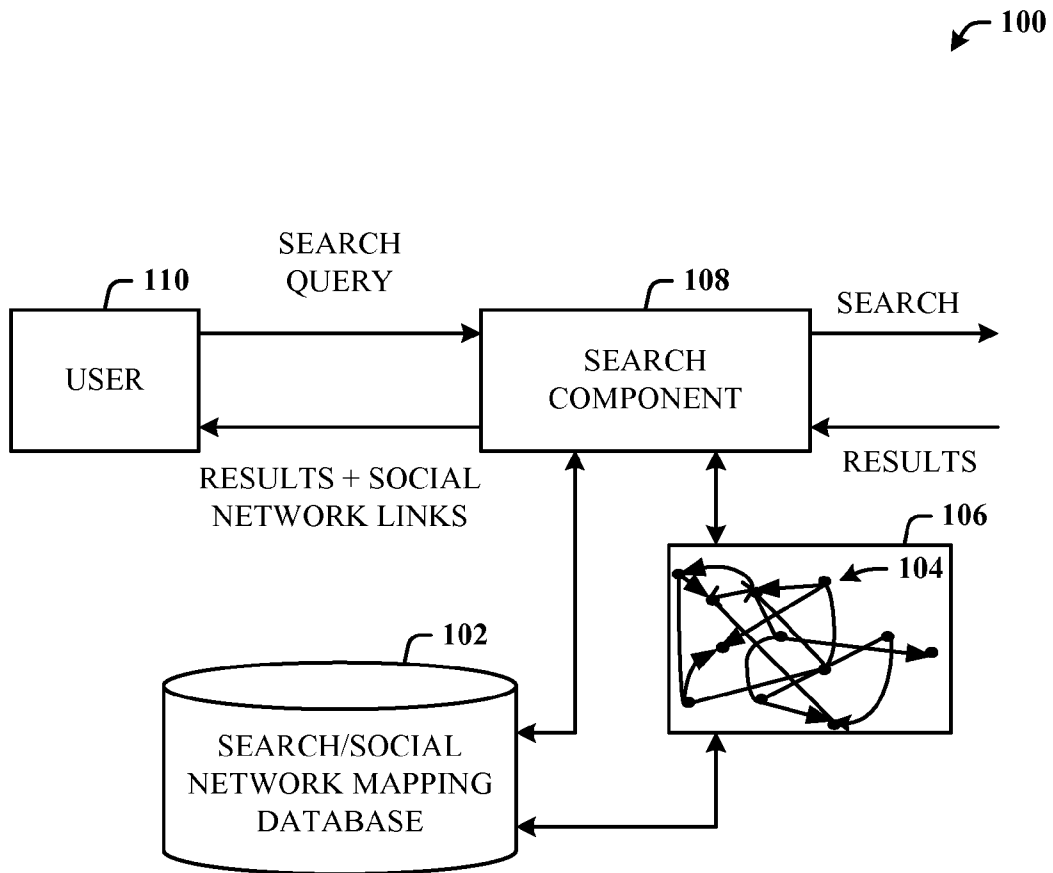 100
SEARCH
QUERY
110
108
SEARCH
USER
SEARCH
COMPONENT
RESULTS + SOCIAL
NETWORK LINKS
RESULTS
106
104
102
SEARCH/SOCIAL
NETWORK MAPPING
DATABASE